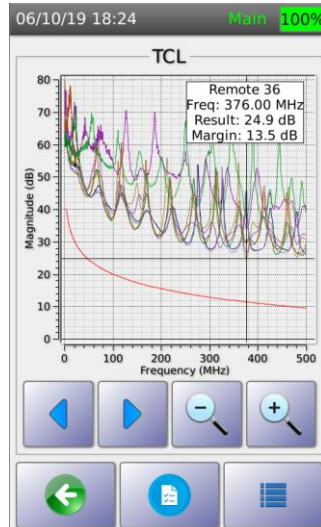 06/10/19 18:24 Main 100%
TCL
Remote 36
Freq: 376.00 MHz
Result: 24.9 dB
Margin: 13.5 dB
Magnitude (dB)
80
70
60
50
40
30
20
10
0
0 100 200 300 400 500
Frequency (MHz)